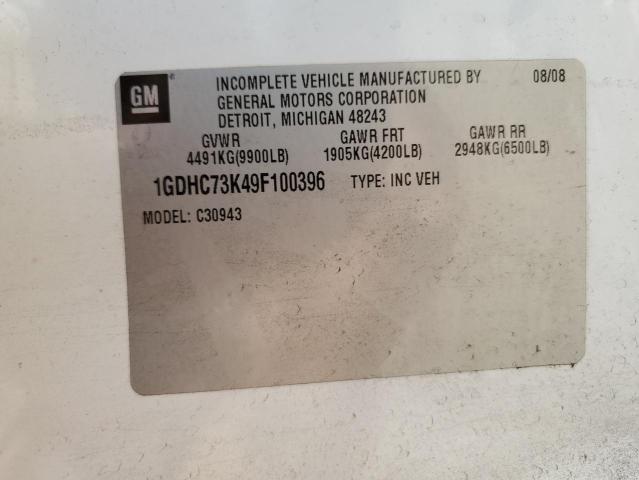 GM
INCOMPLETE VEHICLE MANUFACTURED BY 08/08
GENERAL MOTORS CORPORATION
DETROIT, MICHIGAN 48243
GVWR GAWR FRT GAWR RR
4491KG(9900LB) 1905KG(4200LB) 2948KG(6500LB)
1GDHC73K49F100396 TYPE: INC VEH
MODEL: C30943